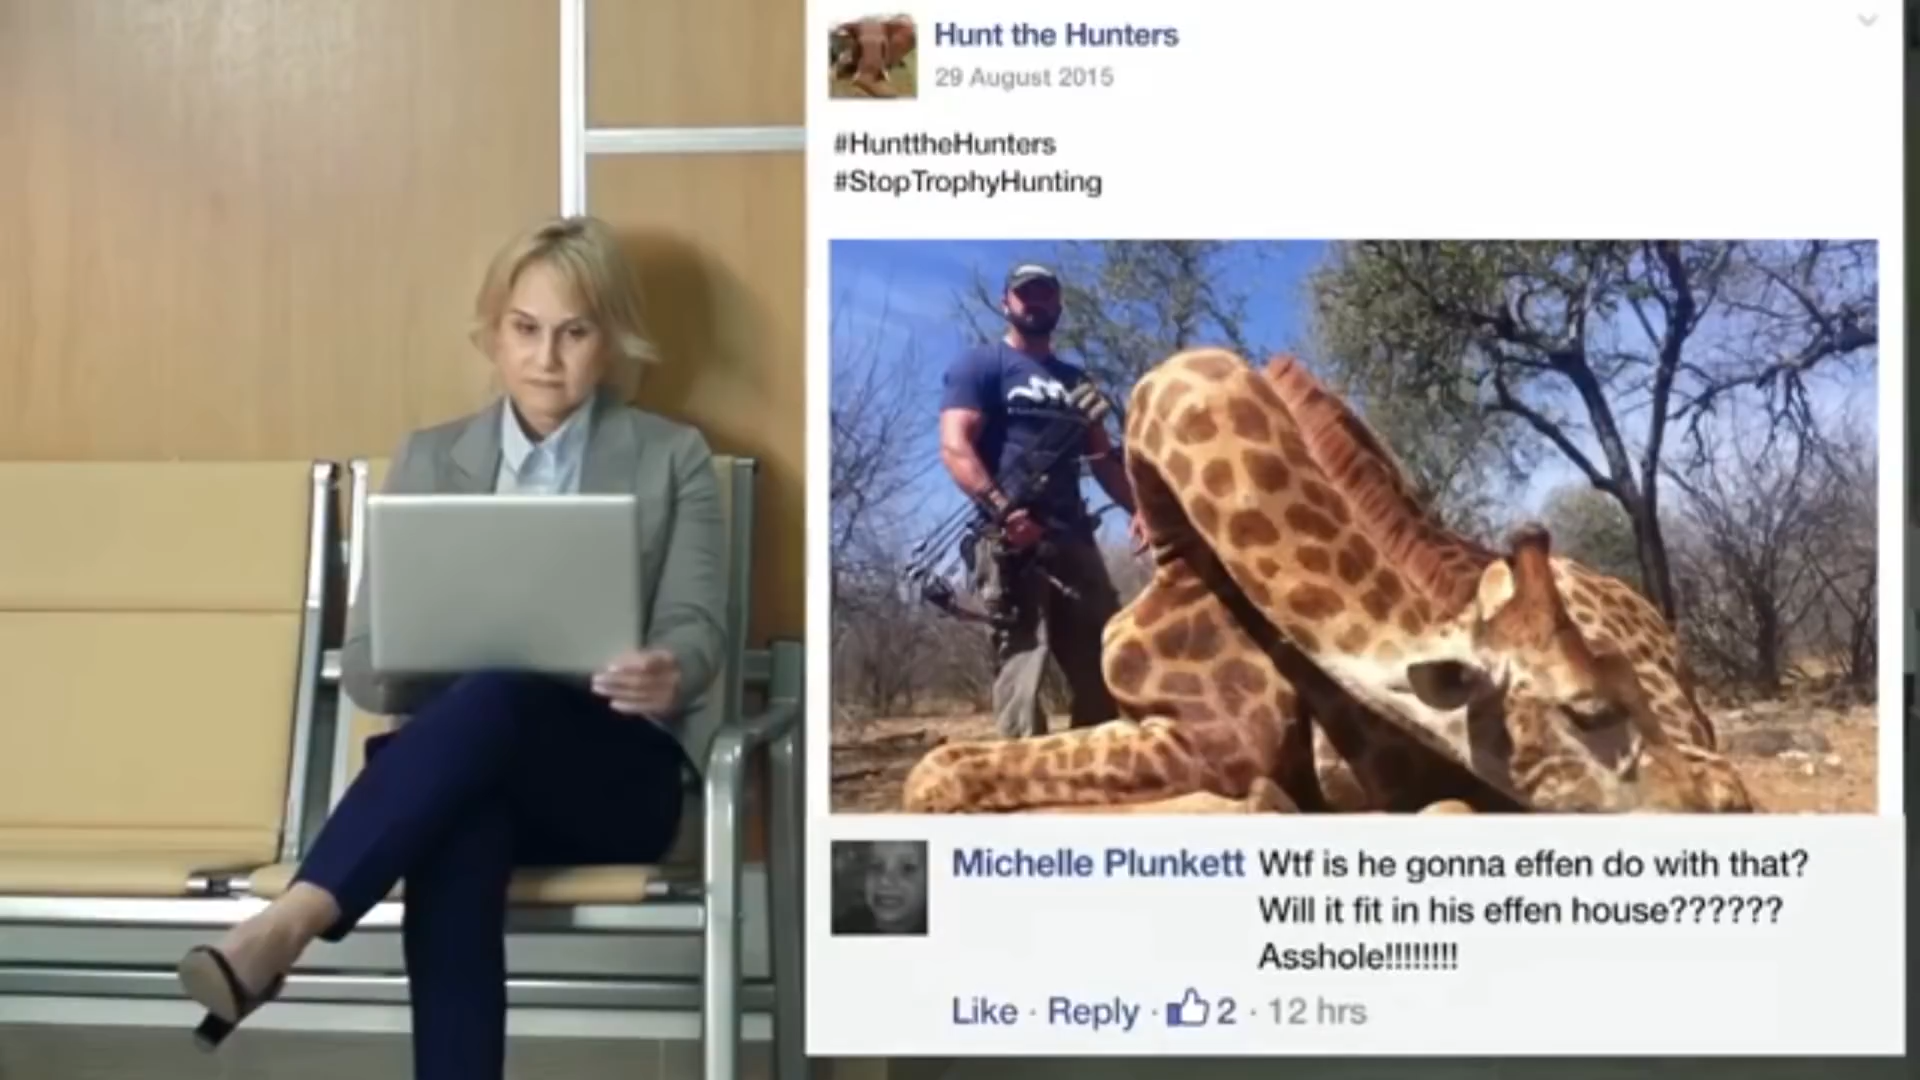 Hunt the Hunters
29 August 2015
#HunttheHunters
#StopTrophyHunting
Michelle Plunkett Wtf is he gonna effen do with that?
Will it fit in his effen house??????
Asshole!!!!!!!!!
Like · Reply · 2 · 12 hrs